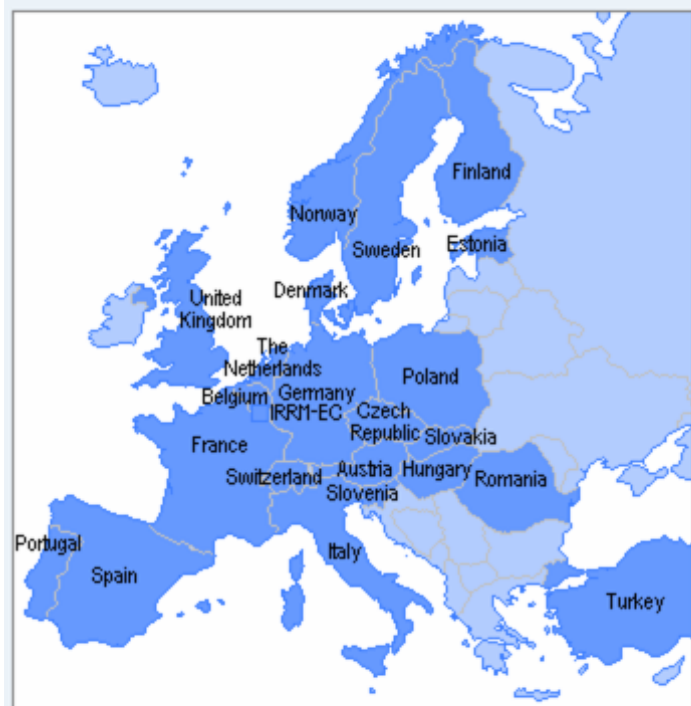 Finland
Norway
Sweden
Estonia
Denmark
United
Kingdom
The
Netherlands
Belgium
Germany
IRRM-EC
Poland
Czech
Republic
Slovakia
France
Switzerland
Austria
Hungary
Romania
Slovenia
Portugal
Spain
Italy
Turkey